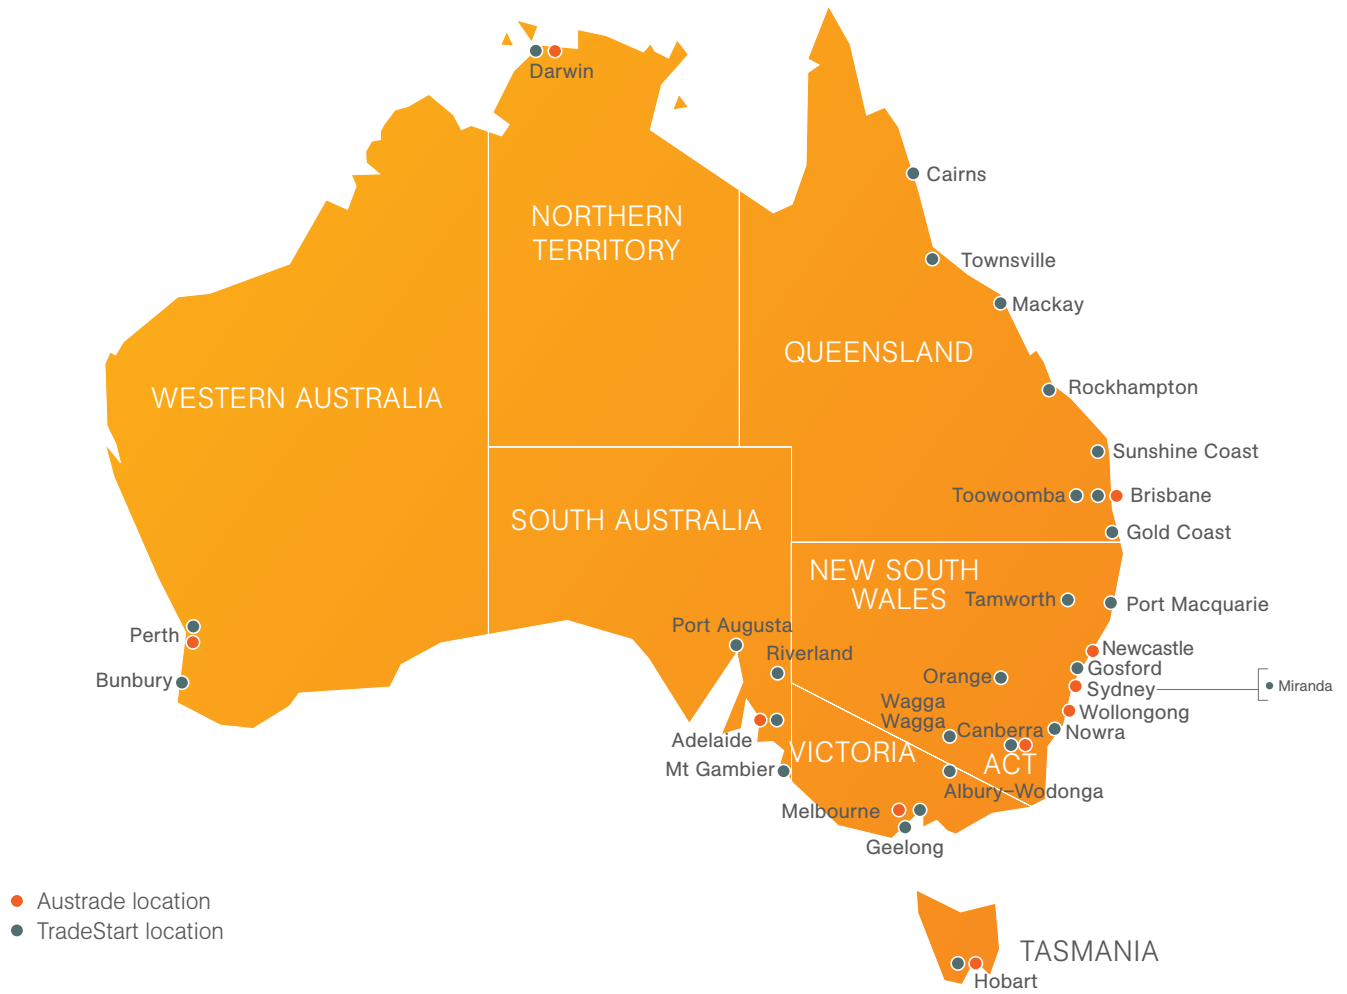 Darwin
Cairns
NORTHERN
TERRITORY
Townsville
Mackay
QUEENSLAND
Rockhampton
WESTERN AUSTRALIA
Sunshine Coast
Toowoomba
Brisbane
SOUTH AUSTRALIA
Gold Coast
NEW SOUTH
WALES
Tamworth
Port Macquarie
Port Augusta
Perth
Riverland
Newcastle
Gosford
Bunbury
Orange
Sydney
Miranda
Wagga
Wagga
Wollongong
Canberra
Nowra
Adelaide
VICTORIA
ACT
Mt Gambier
Albury–Wodonga
Melbourne
Geelong
Austrade location
TradeStart location
TASMANIA
Hobart